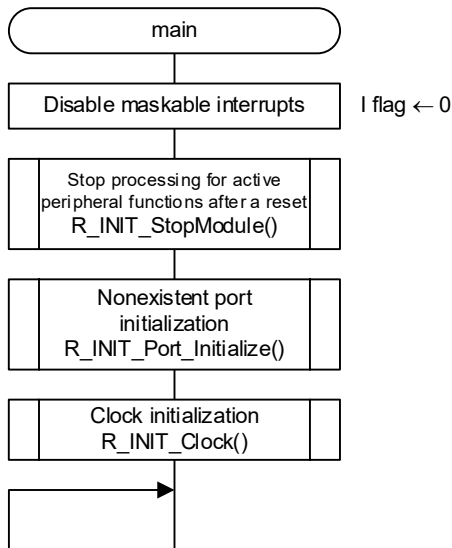 main
Disable maskable interrupts
I flag ← 0
Stop processing for active
peripheral functions after a reset
R_INIT_StopModule()
Nonexistent port
initialization
R_INIT_Port_Initialize()
Clock initialization
R_INIT_Clock()